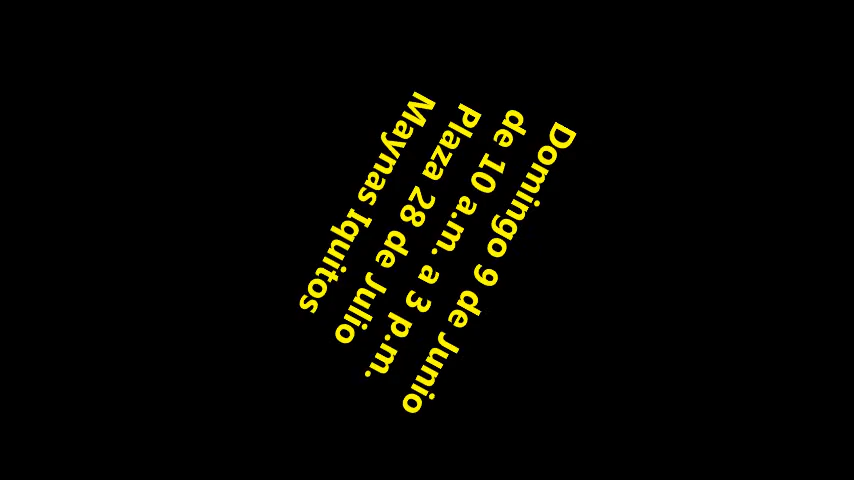 Domingo 9 de Junio
de 10 a.m. a 3 p.m.
Plaza 28 de Julio
Maynas Iquitos